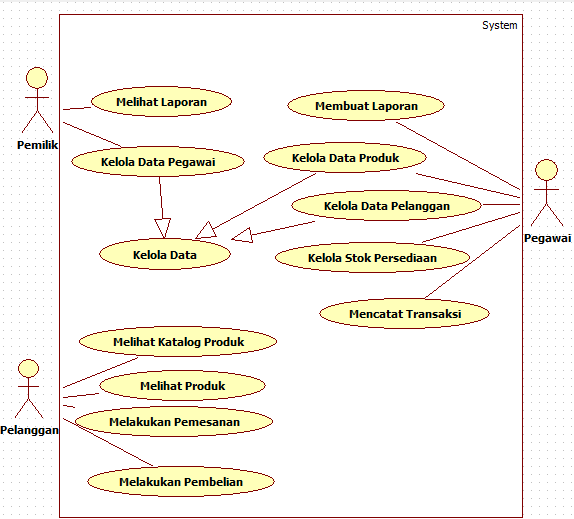 System
Pemilik
Melihat Laporan
Membuat Laporan
Kelola Data Pegawai
Kelola Data Produk
Kelola Data Pelanggan
Pegawai
Kelola Data
Kelola Stok Persediaan
Mencatat Transaksi
Melihat Katalog Produk
Melihat Produk
Pelanggan
Melakukan Pemesanan
Melakukan Pembelian